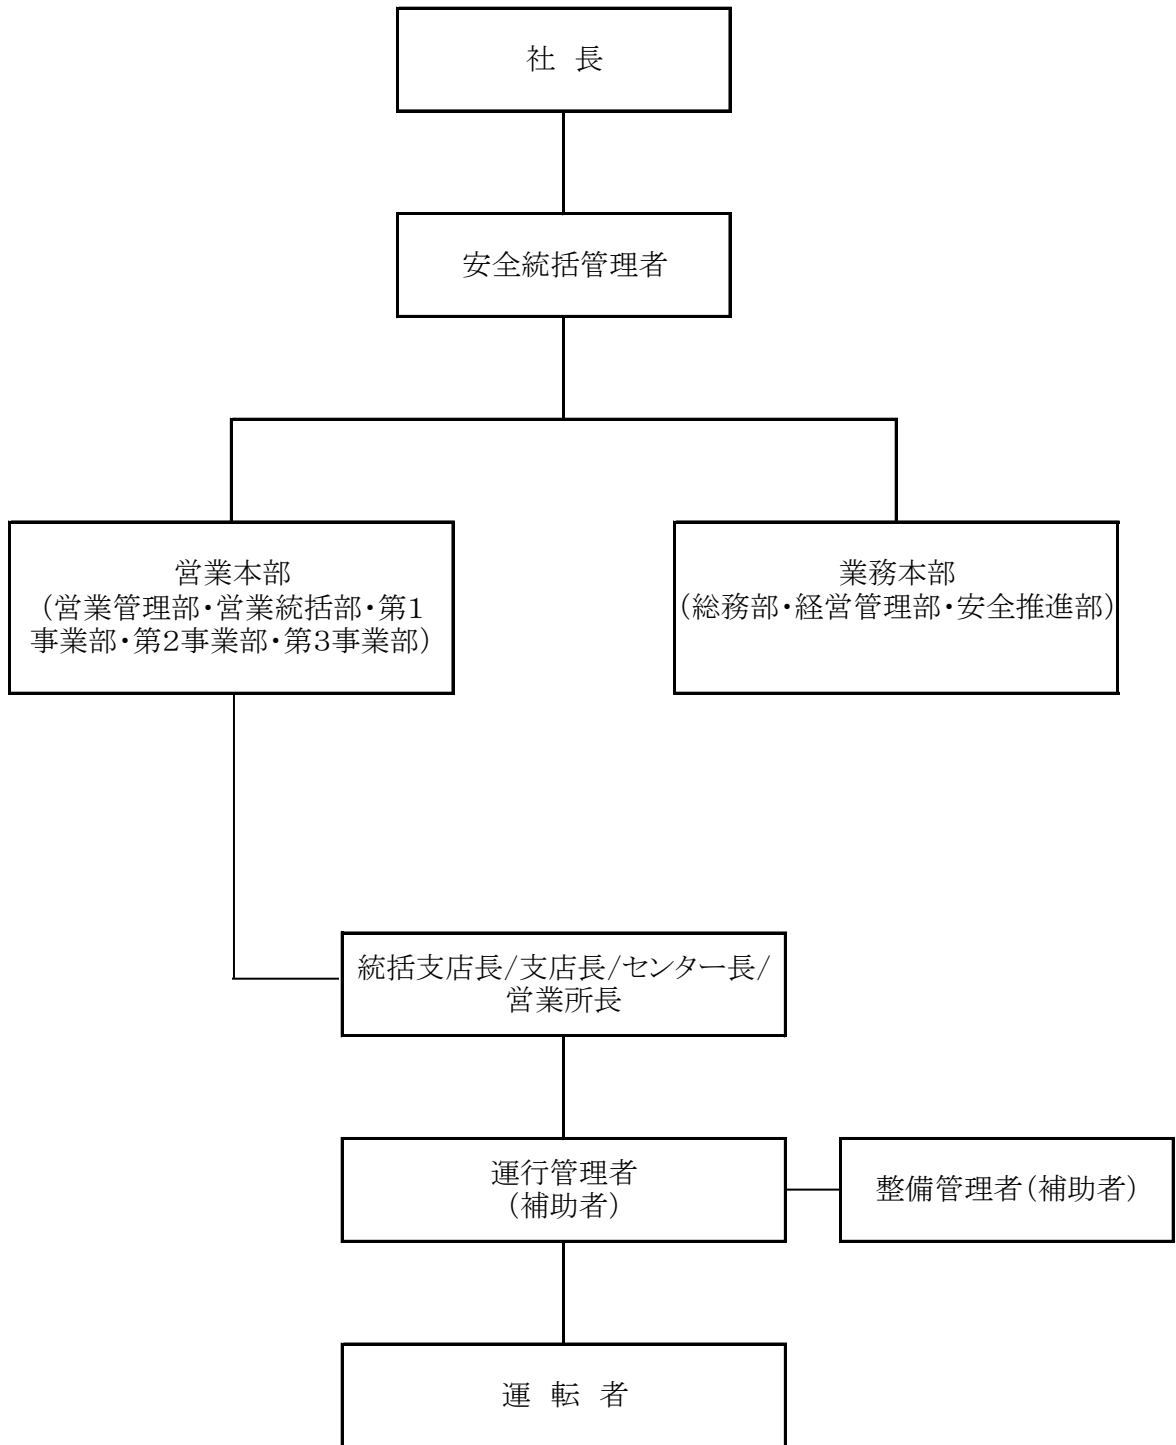 社 長
安全統括管理者
営業本部
（営業管理部・営業統括部・第1
事業部・第2事業部・第3事業部）
業務本部
（総務部・経営管理部・安全推進部）
統括支店長/支店長/センター長/
営業所長
運行管理者
（補助者）
整備管理者（補助者）
運 転 者